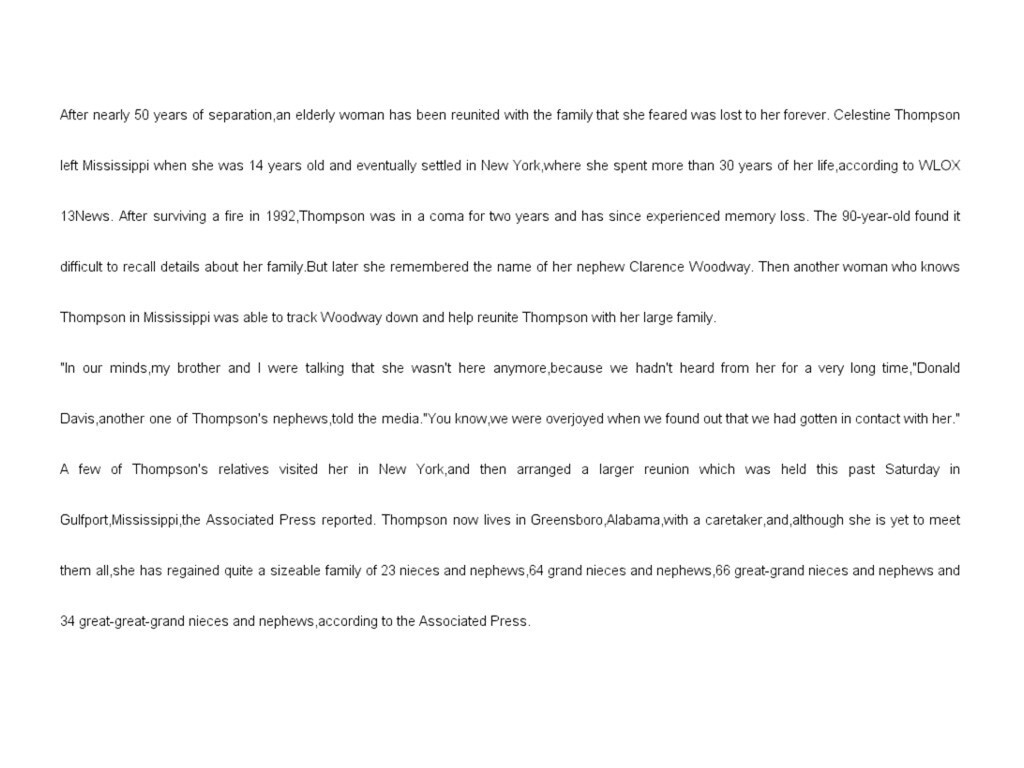 After nearly 50 years of separation,an elderly woman has been reunited with the family that she feared was lost to her forever. Celestine Thompson
left Mississippi when she was 14 years old and eventually settled in New York,where she spent more than 30 years of her life,according to WLOX
13News. After surviving a fire in 1992,Thompson was in a coma for two years and has since experienced memory loss. The 90-year-old found it
difficult to recall details about her family.But later she remembered the name of her nephew Clarence Woodway. Then another woman who knows
Thompson in Mississippi was able to track Woodway down and help reunite Thompson with her large family.
"In our minds,my brother and I were talking that she wasn't here anymore,because we hadn't heard from her for a very long time,"Donald
Davis,another one of Thompson's nephews,told the media."You know,we were overjoyed when we found out that we had gotten in contact with her."
A few of Thompson's relatives visited her in New York,and then arranged a larger reunion which was held this past Saturday in
Gulfport,Mississippi,the Associated Press reported. Thompson now lives in Greensboro,Alabama,with a caretaker,and,although she is yet to meet
them all,she has regained quite a sizeable family of 23 nieces and nephews,64 grand nieces and nephews,66 great-grand nieces and nephews and
34 great-great-grand nieces and nephews,according to the Associated Press.